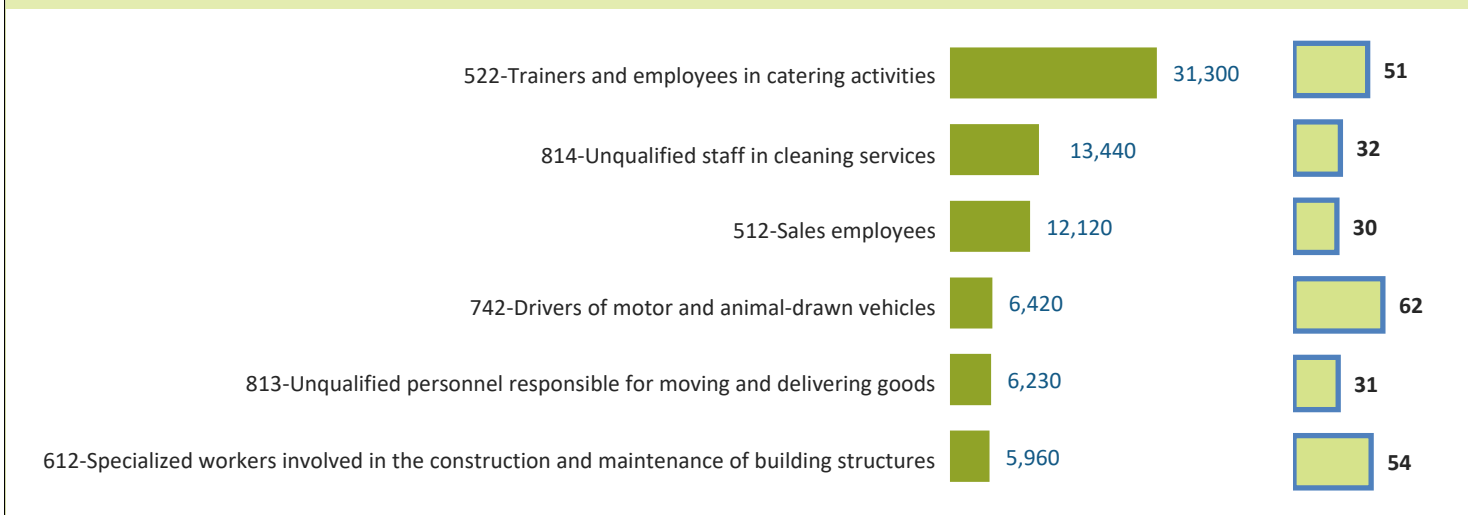 522-Trainers and employees in catering activities 31,300 51
814-Unqualified staff in cleaning services 13,440 32
512-Sales employees 12,120 30
742-Drivers of motor and animal-drawn vehicles 6,420 62
813-Unqualified personnel responsible for moving and delivering goods 6,230 31
612-Specialized workers involved in the construction and maintenance of building structures 5,960 54